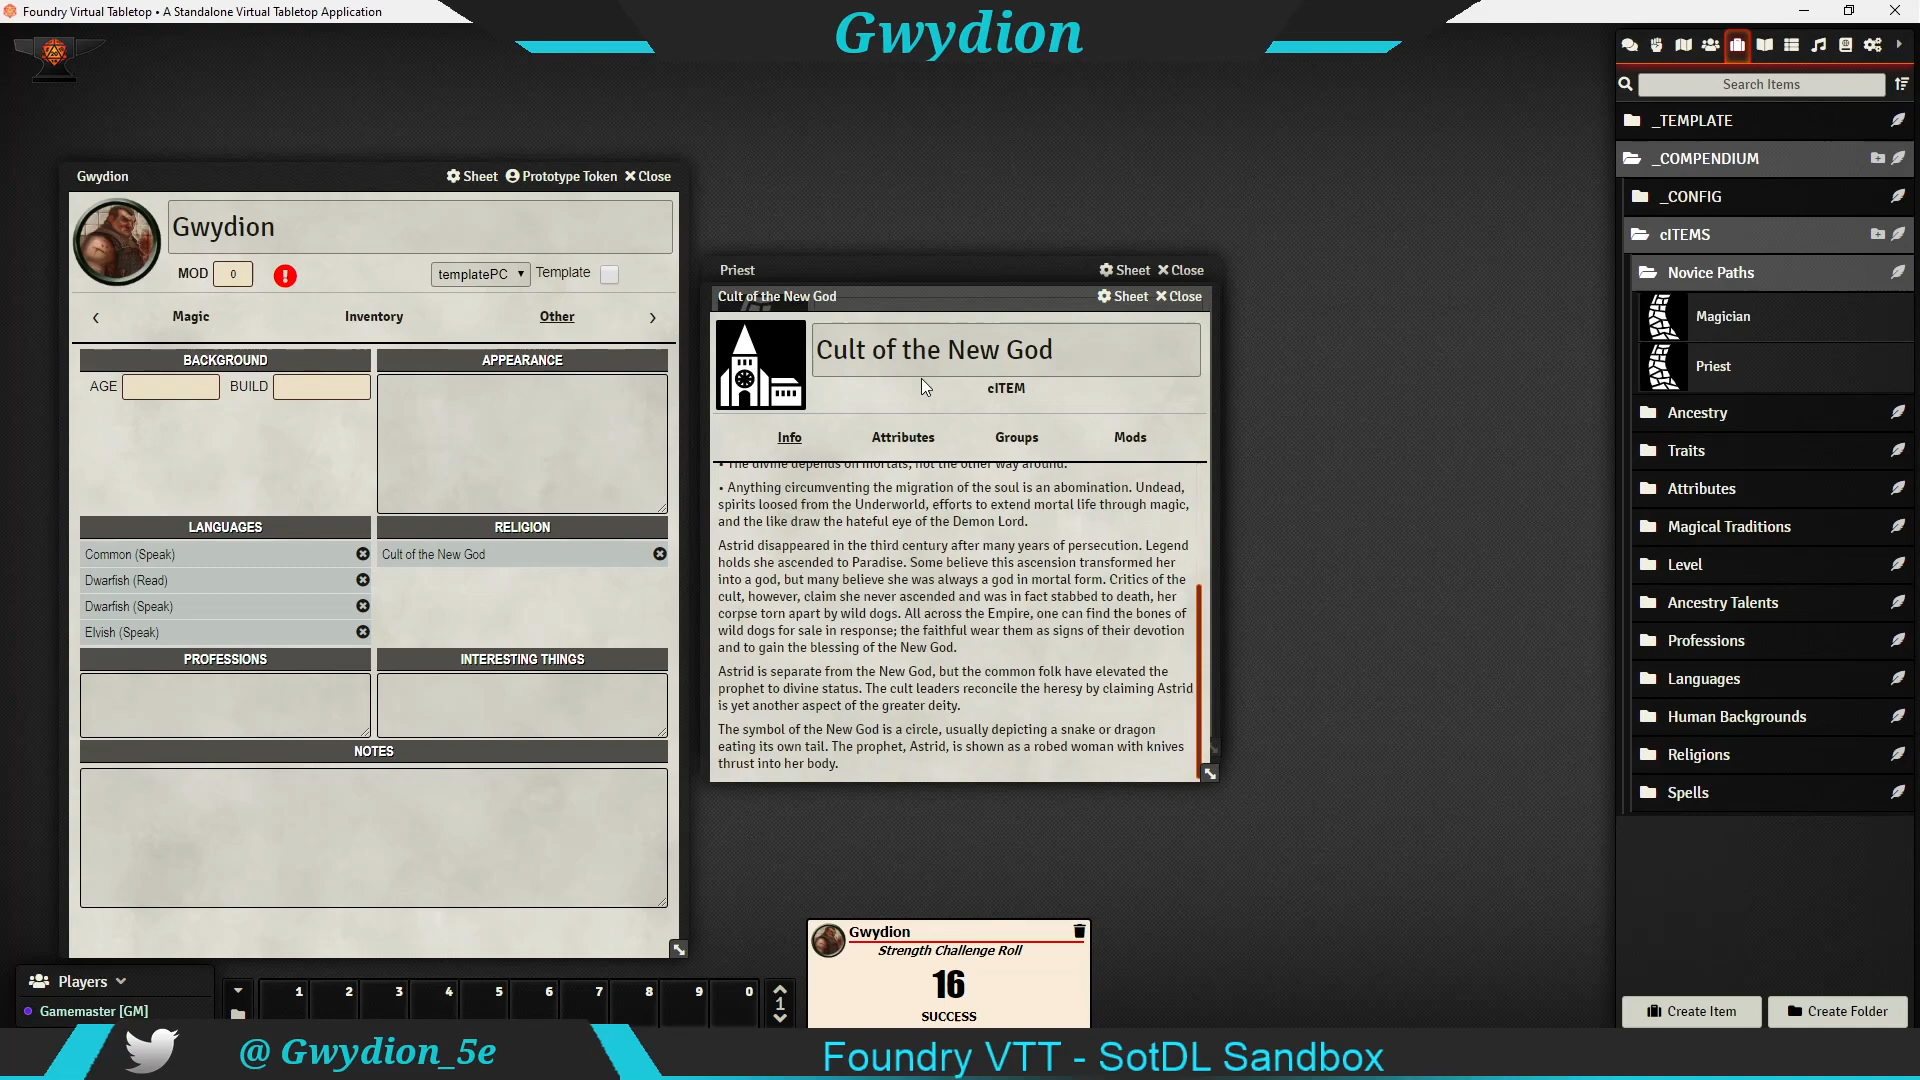 Foundry Virtual Tabletop • A Standalone Virtual Tabletop Application
Gwydion
Search Items
_TEMPLATE
_COMPENDIUM
_CONFIG
cITEMS
Novice Paths
Magician
Priest
Ancestry
Traits
Attributes
Magical Traditions
Level
Ancestry Talents
Professions
Languages
Human Backgrounds
Religions
Spells
Create Item
Create Folder
Gwydion
Sheet
Prototype Token
Close
Gwydion
MOD 0
templatePC
Template
Magic
Inventory
Other
BACKGROUND
AGE
BUILD
APPEARANCE
LANGUAGES
Common (Speak)
Dwarfish (Read)
Dwarfish (Speak)
Elvish (Speak)
RELIGION
Cult of the New God
PROFESSIONS
INTERESTING THINGS
NOTES
Priest
Sheet
Close
Cult of the New God
Sheet
Close
Cult of the New God
cITEM
Info
Attributes
Groups
Mods
• The divine depends on mortals, not the other way around.
• Anything circumventing the migration of the soul is an abomination. Undead,
spirits loosed from the Underworld, efforts to extend mortal life through magic,
and the like draw the hateful eye of the Demon Lord.
Astrid disappeared in the third century after many years of persecution. Legend
holds she ascended to Paradise. Some believe this ascension transformed her
into a god, but many believe she was always a god in mortal form. Critics of the
cult, however, claim she never ascended and was in fact stabbed to death, her
corpse torn apart by wild dogs. All across the Empire, one can find the bones of
wild dogs for sale in response; the faithful wear them as signs of their devotion
and to gain the blessing of the New God.
Astrid is separate from the New God, but the common folk have elevated the
prophet to divine status. The cult leaders reconcile the heresy by claiming Astrid
is yet another aspect of the greater deity.
The symbol of the New God is a circle, usually depicting a snake or dragon
eating its own tail. The prophet, Astrid, is shown as a robed woman with knives
thrust into her body.
Gwydion
Strength Challenge Roll
16
SUCCESS
Players
Gamemaster [GM]
1 2 3 4 5 6 7 8 9 0
1
@ Gwydion_5e
Foundry VTT - SotDL Sandbox